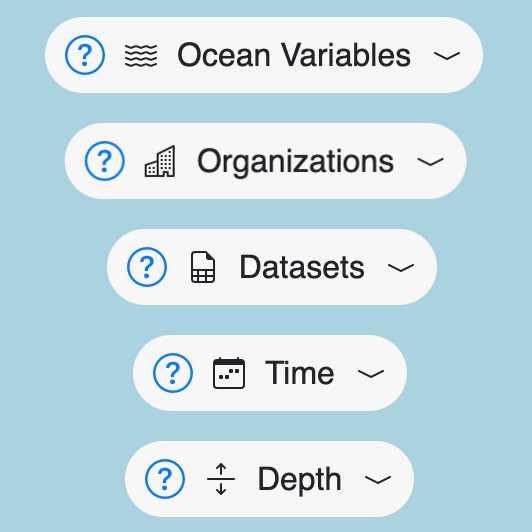 ? Ocean Variables
? Organizations
? Datasets
? Time
? Depth